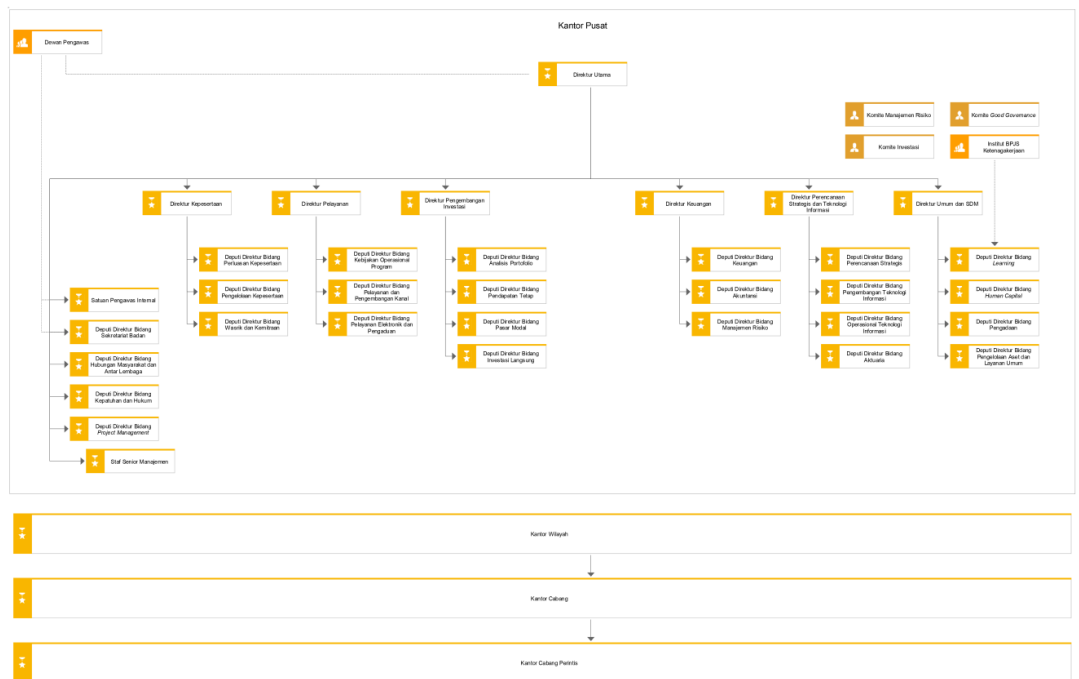 Kantor Pusat
Dewan Pengawas
Direktur Utama
Komite Manajemen Risiko
Komite Good Governance
Komite Investasi
Institut BPJS
Ketenagakerjaan
Direktur Kepesertaan
Direktur Pelayanan
Direktur Pengembangan
Investasi
Direktur Keuangan
Direktur Perencanaan
Strategis dan Teknologi
Informasi
Direktur Umum dan SDM
Deputi Direktur Bidang
Perluasan Kepesertaan
Deputi Direktur Bidang
Kebijakan Operasional
Program
Deputi Direktur Bidang
Analisis Portofolio
Deputi Direktur Bidang
Keuangan
Deputi Direktur Bidang
Perencanaan Strategis
Deputi Direktur Bidang
Learning
Deputi Direktur Bidang
Pengelolaan Kepesertaan
Deputi Direktur Bidang
Pelayanan dan
Pengembangan Kanal
Deputi Direktur Bidang
Pendapatan Tetap
Deputi Direktur Bidang
Akuntansi
Deputi Direktur Bidang
Pengembangan Teknologi
Informasi
Deputi Direktur Bidang
Human Capital
Deputi Direktur Bidang
Wasrik dan Kemitraan
Deputi Direktur Bidang
Pelayanan Elektronik dan
Pengaduan
Deputi Direktur Bidang
Pasar Modal
Deputi Direktur Bidang
Manajemen Risiko
Deputi Direktur Bidang
Operasional Teknologi
Informasi
Deputi Direktur Bidang
Pengadaan
Deputi Direktur Bidang
Investasi Langsung
Deputi Direktur Bidang
Aktuaria
Deputi Direktur Bidang
Pengelolaan Aset dan
Layanan Umum
Satuan Pengawas Internal
Deputi Direktur Bidang
Sekretariat Badan
Deputi Direktur Bidang
Hubungan Masyarakat dan
Antar Lembaga
Deputi Direktur Bidang
Kepatuhan dan Hukum
Deputi Direktur Bidang
Project Management
Staf Senior Manajemen
Kantor Wilayah
Kantor Cabang
Kantor Cabang Perintis